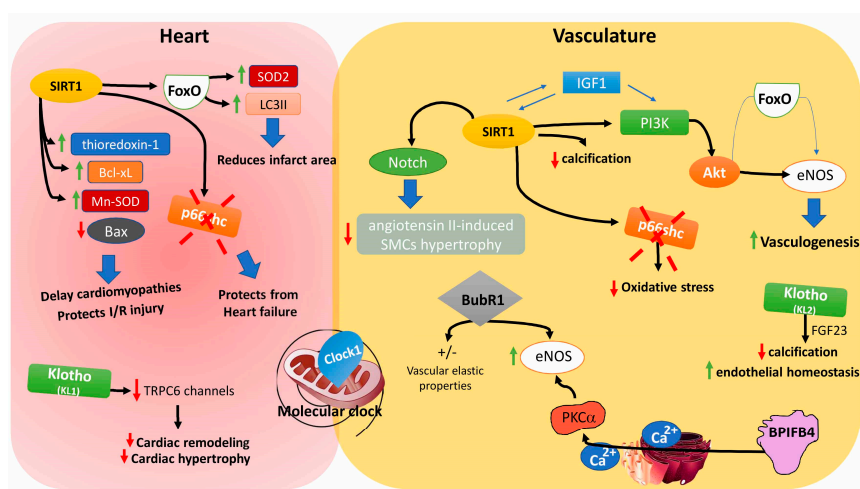 Heart
SIRT1
FoxO
SOD2
LC3II
Reduces infarct area
thioredoxin-1
Bcl-xL
Mn-SOD
Bax
p66shc
Delay cardiomyopathies
Protects I/R injury
Protects from
Heart failure
Klotho
(KL1)
TRPC6 channels
Cardiac remodeling
Cardiac hypertrophy
Clock1
Molecular clock
Vasculature
IGF1
SIRT1
PI3K
FoxO
Notch
calcification
Akt
eNOS
angiotensin II-induced
SMCs hypertrophy
p66shc
Vasculogenesis
Oxidative stress
BubR1
Klotho
(KL2)
FGF23
+/-
Vascular elastic
properties
eNOS
calcification
endothelial homeostasis
PKCα
Ca2+
Ca2+
BPIFB4